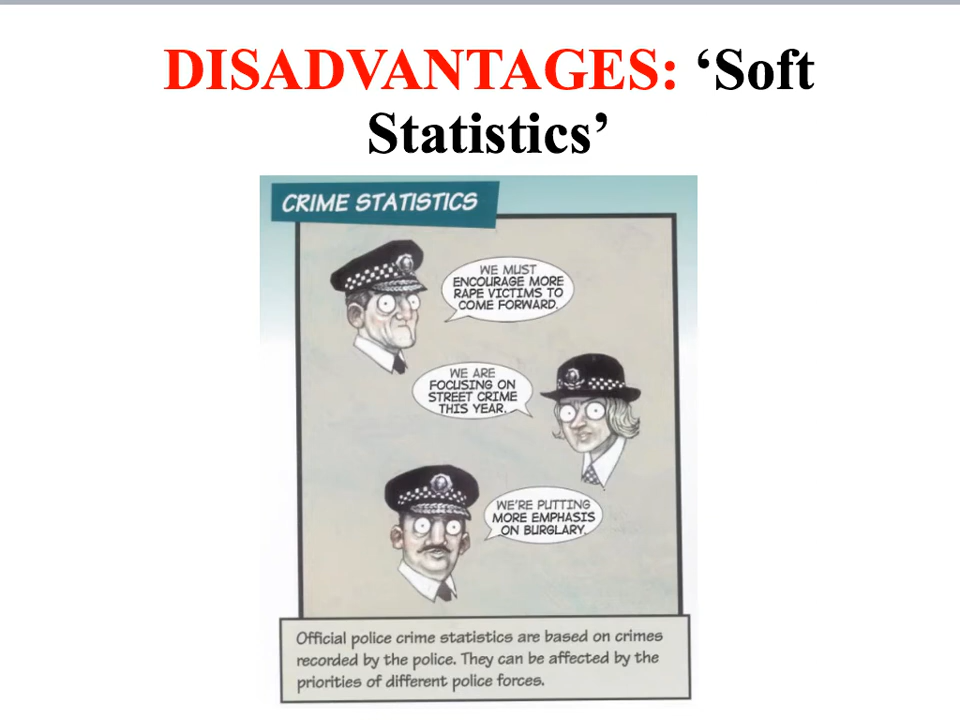 DISADVANTAGES: ‘Soft
Statistics’
CRIME STATISTICS
WE MUST
ENCOURAGE MORE
RAPE VICTIMS TO
COME FORWARD.
WE ARE
FOCUSING ON
STREET CRIME
THIS YEAR.
WE'RE PUTTING
MORE EMPHASIS
ON BURGLARY.
Official police crime statistics are based on crimes
recorded by the police. They can be affected by the
priorities of different police forces.